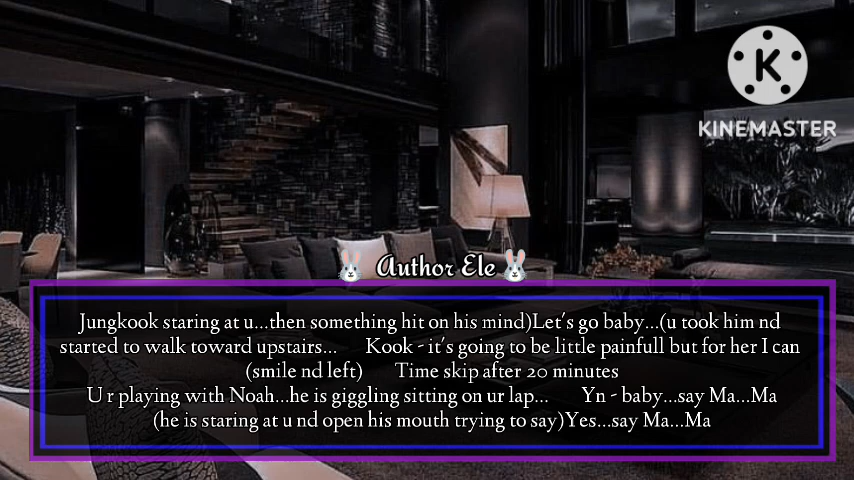 K
KINEMASTER
Author Ele
Jungkook staring at u...then something hit on his mind)Let's go baby...(u took him nd
started to walk toward upstairs... Kook - it's going to be little painfull but for her I can
(smile nd left) Time skip after 20 minutes
U r playing with Noah...he is giggling sitting on ur lap... Yn - baby...say Ma...Ma
(he is staring at u nd open his mouth trying to say)Yes...say Ma...Ma